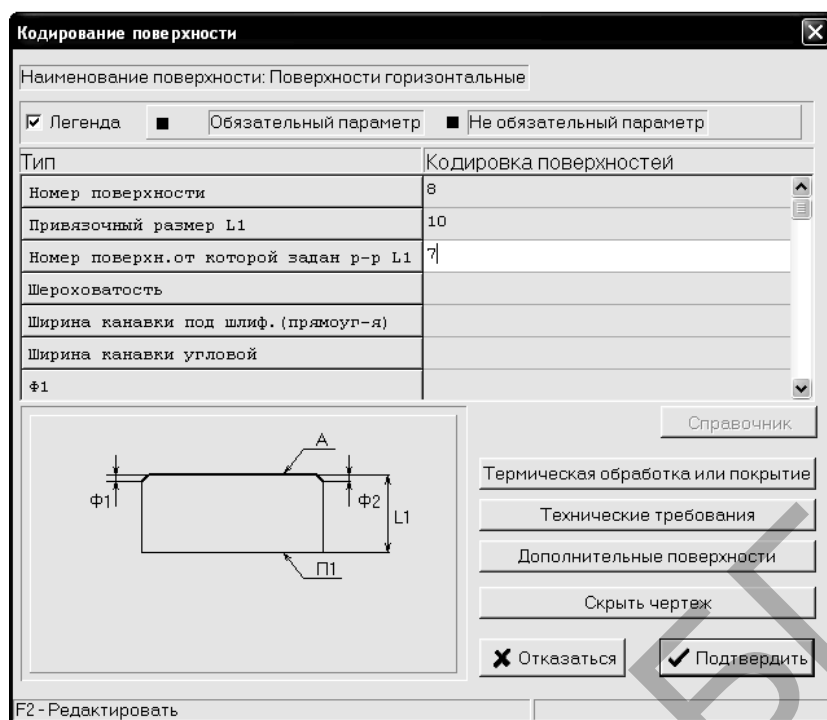 Кодирование поверхности
Наименование поверхности: Поверхности горизонтальные
Легенда Обязательный параметр Не обязательный параметр
Тип Кодировка поверхностей
Номер поверхности 8
Привязочный размер L1 10
Номер поверхн.от которой задан р-р L1 7
Шероховатость
Ширина канавки под шлиф.(прямоуг-я)
Ширина канавки угловой
Ф1
Справочник
А
Ф1 Ф2 L1
П1
Термическая обработка или покрытие
Технические требования
Дополнительные поверхности
Скрыть чертеж
Отказаться Подтвердить
F2 - Редактировать